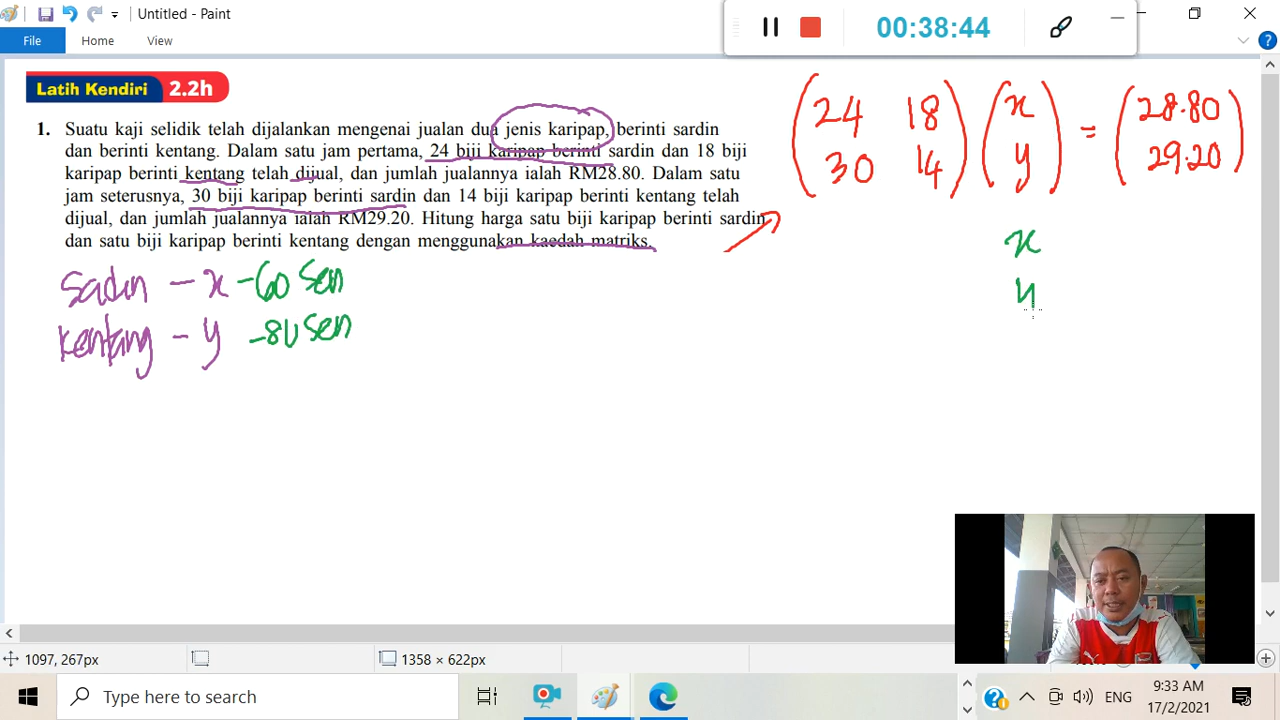 Untitled - Paint
00:38:44
File Home View
Latih Kendiri 2.2h
1. Suatu kaji selidik telah dijalankan mengenai jualan dua jenis karipap, berinti sardin
dan berinti kentang. Dalam satu jam pertama, 24 biji karipap berinti sardin dan 18 biji
karipap berinti kentang telah dijual, dan jumlah jualannya ialah RM28.80. Dalam satu
jam seterusnya, 30 biji karipap berinti sardin dan 14 biji karipap berinti kentang telah
dijual, dan jumlah jualannya ialah RM29.20. Hitung harga satu biji karipap berinti sardin
dan satu biji karipap berinti kentang dengan menggunakan kaedah matriks.
24 18 x = 28.80
30 14 y 29.20
x
y
Sadin - x - 60 Sen
kentang - y - 80 Sen
1097, 267px
1358 × 622px
Type here to search
ENG
9:33 AM
17/2/2021